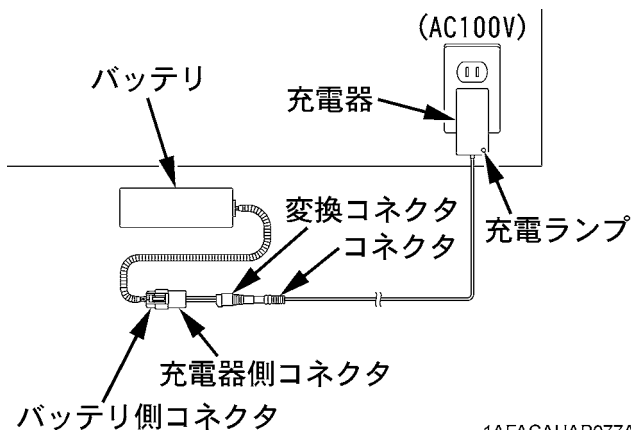 (AC100V)
バッテリ
充電器
変換コネクタ
充電ランプ
コネクタ
充電器側コネクタ
バッテリ側コネクタ